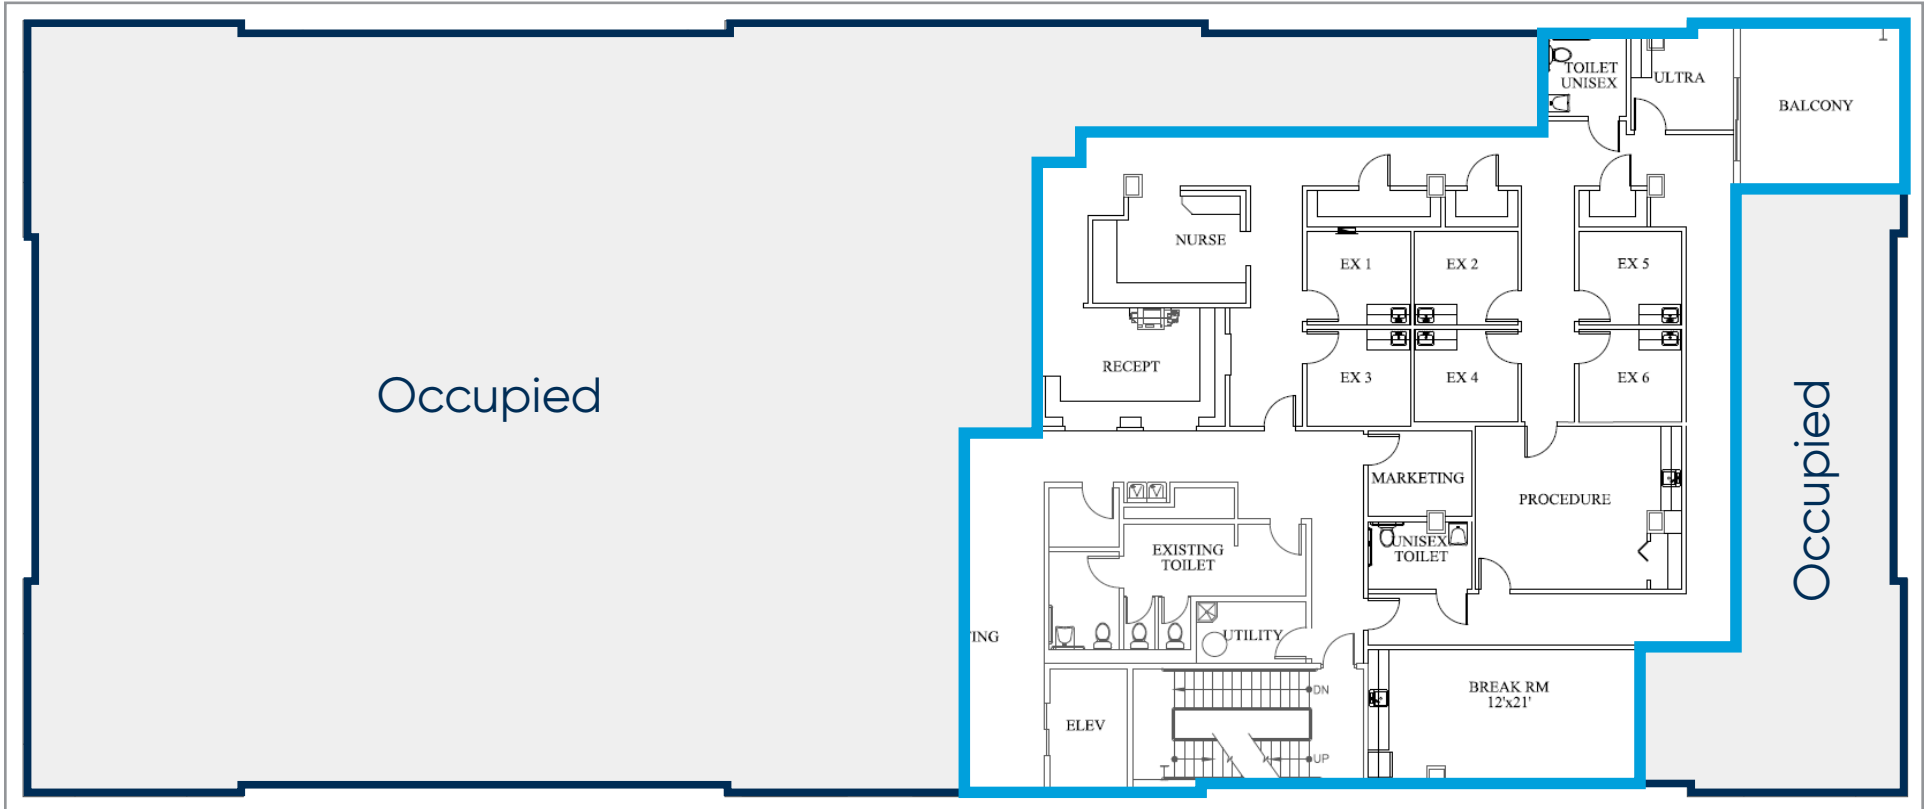 TOILET
UNISEX
ULTRA
BALCONY
NURSE
EX 1
EX 2
EX 5
RECEPT
EX 3
EX 4
EX 6
Occupied
Occupied
MARKETING
PROCEDURE
UNISEX
TOILET
EXISTING
TOILET
TING
UTILITY
ELEV
DN
UP
BREAK RM
12'x21'